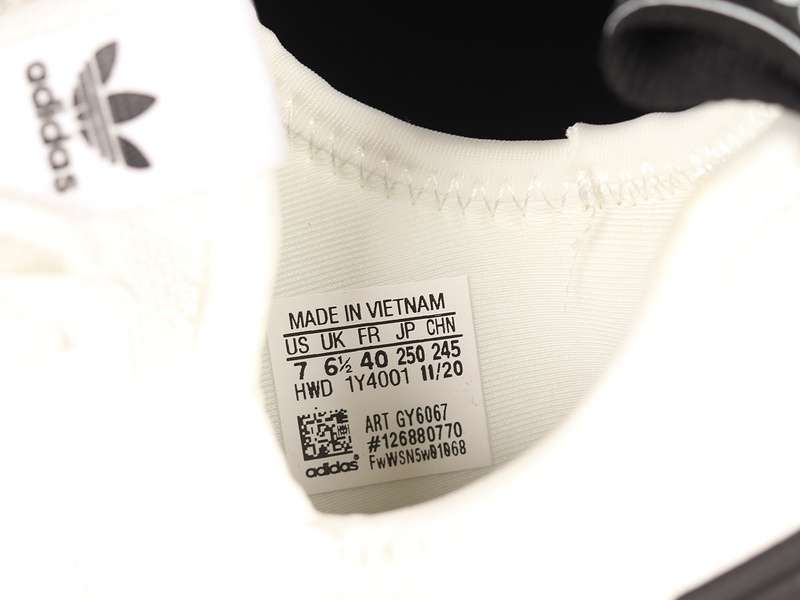 adidas
MADE IN VIETNAM
US UK FR JP CHN
7 6½ 40 250 245
HWD 1Y4001 11/20
ART GY6067
#126880770
FwWSN5w01068
adidas